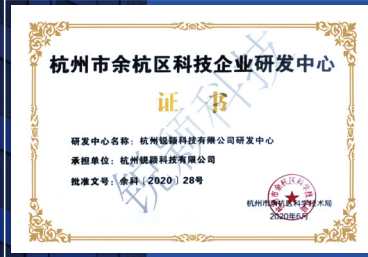 杭州市余杭区科技企业研发中心
证 书
研发中心名称：杭州锐颖科技有限公司研发中心
承担单位：杭州锐颖科技有限公司
批准文号：余科〔2020〕28号
杭州市余杭区科学技术局
2020年6月
锐颖科技